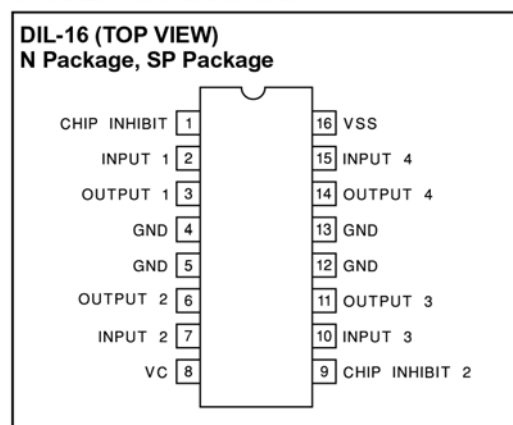 DIL-16 (TOP VIEW)
N Package, SP Package
CHIP INHIBIT 1
INPUT 1 2
OUTPUT 1 3
GND 4
GND 5
OUTPUT 2 6
INPUT 2 7
VC 8
16 VSS
15 INPUT 4
14 OUTPUT 4
13 GND
12 GND
11 OUTPUT 3
10 INPUT 3
9 CHIP INHIBIT 2